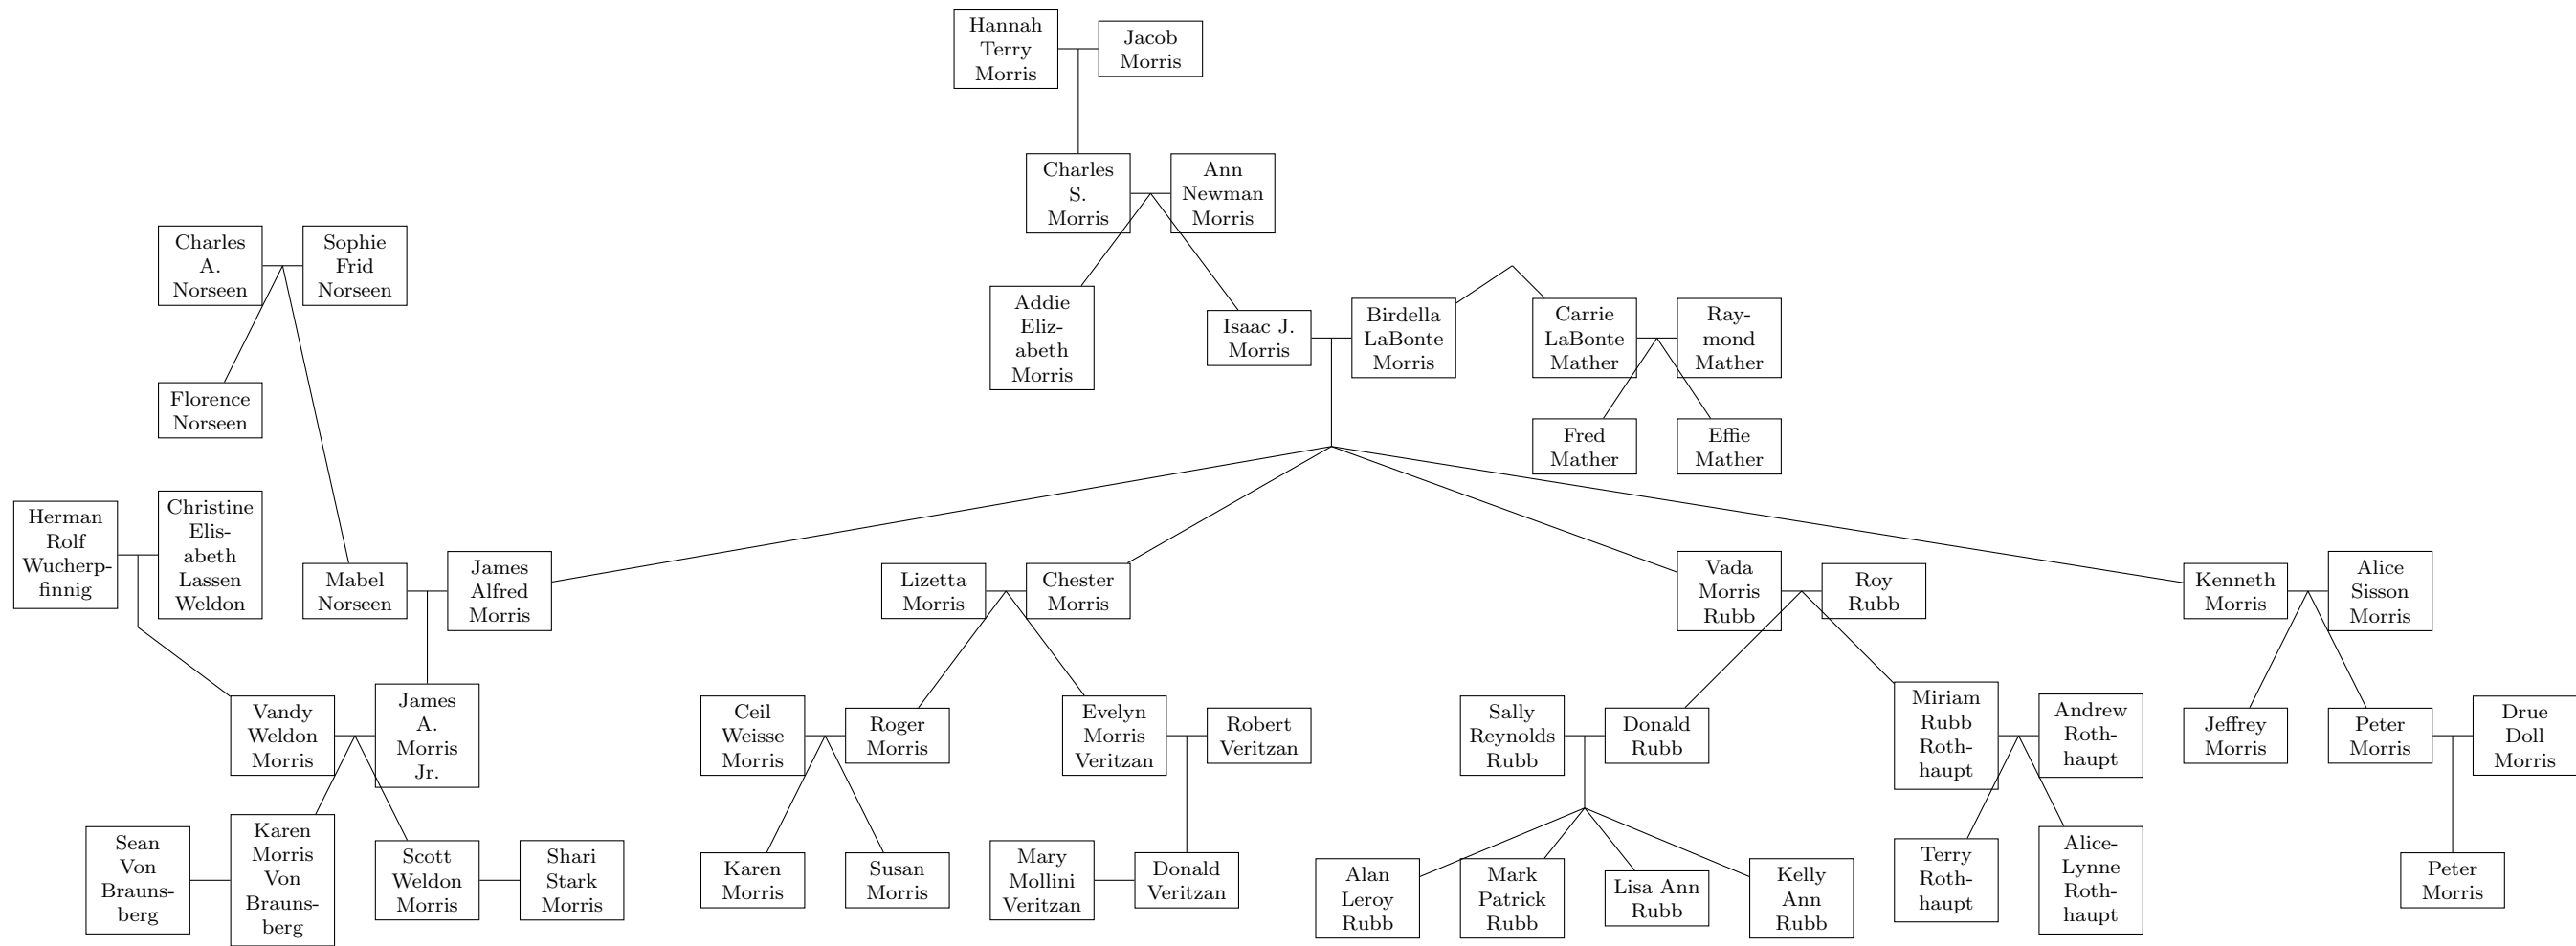 Hannah
Terry
Morris
Jacob
Morris
Charles
S.
Morris
Ann
Newman
Morris
Charles
A.
Norseen
Sophie
Frid
Norseen
Addie
Eliz-
abeth
Morris
Isaac J.
Morris
Birdella
LaBonte
Morris
Carrie
LaBonte
Mather
Ray-
mond
Mather
Florence
Norseen
Fred
Mather
Effie
Mather
Herman
Rolf
Wucherp-
finnig
Christine
Elis-
abeth
Lassen
Weldon
Mabel
Norseen
James
Alfred
Morris
Lizetta
Morris
Chester
Morris
Vada
Morris
Rubb
Roy
Rubb
Kenneth
Morris
Alice
Sisson
Morris
Vandy
Weldon
Morris
James
A.
Morris
Jr.
Ceil
Weisse
Morris
Roger
Morris
Evelyn
Morris
Veritzan
Robert
Veritzan
Sally
Reynolds
Rubb
Donald
Rubb
Miriam
Rubb
Roth-
haupt
Andrew
Roth-
haupt
Jeffrey
Morris
Peter
Morris
Drue
Doll
Morris
Sean
Von
Brauns-
berg
Karen
Morris
Von
Brauns-
berg
Scott
Weldon
Morris
Shari
Stark
Morris
Karen
Morris
Susan
Morris
Mary
Mollini
Veritzan
Donald
Veritzan
Alan
Leroy
Rubb
Mark
Patrick
Rubb
Lisa Ann
Rubb
Kelly
Ann
Rubb
Terry
Roth-
haupt
Alice-
Lynne
Roth-
haupt
Peter
Morris